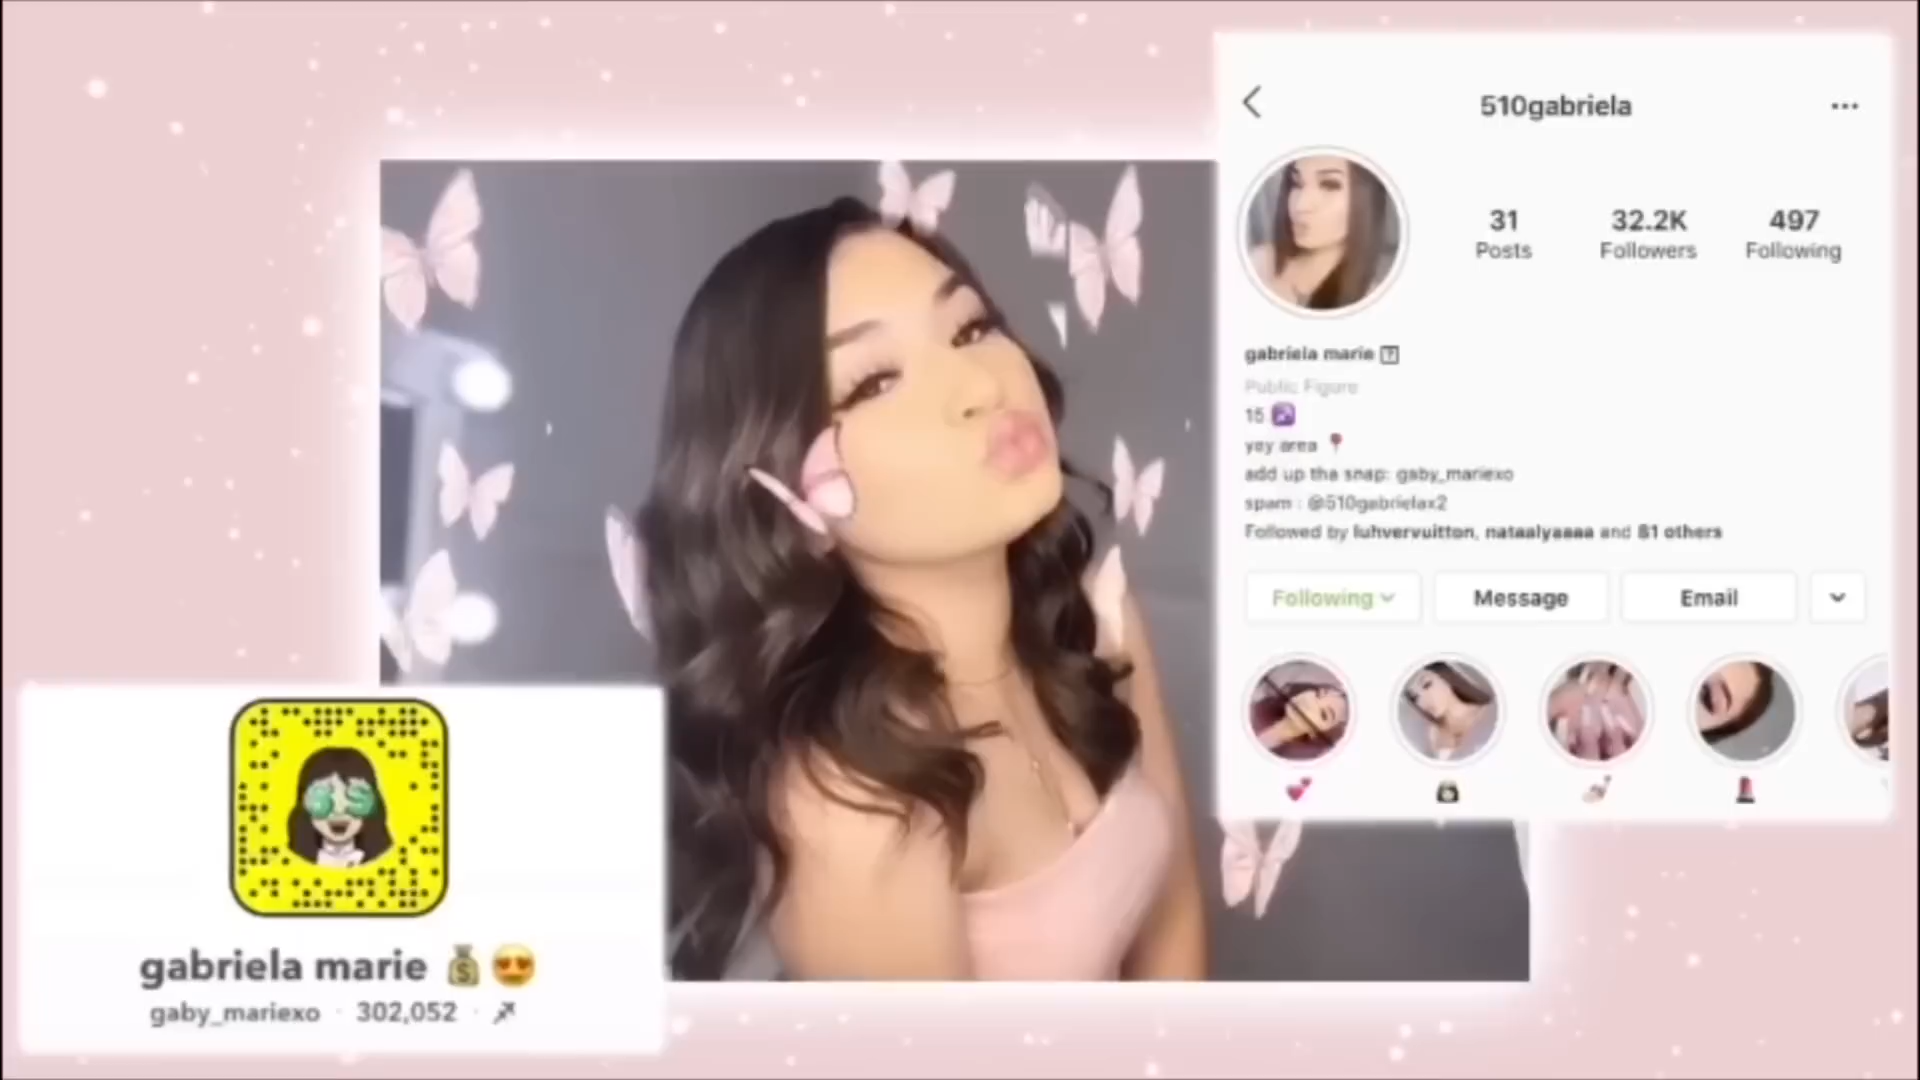 510gabriela
31 32.2K 497
Posts Followers Following
gabriela marie
Public Figure
15 ♐
yey area 📍
add up tha snap: gaby_mariexo
spam : @510gabrielax2
Followed by luhvervuitton, nataalyaaaa and 81 others
Following Message Email
gabriela marie 💰😍
gaby_mariexo · 302,052 · ♐